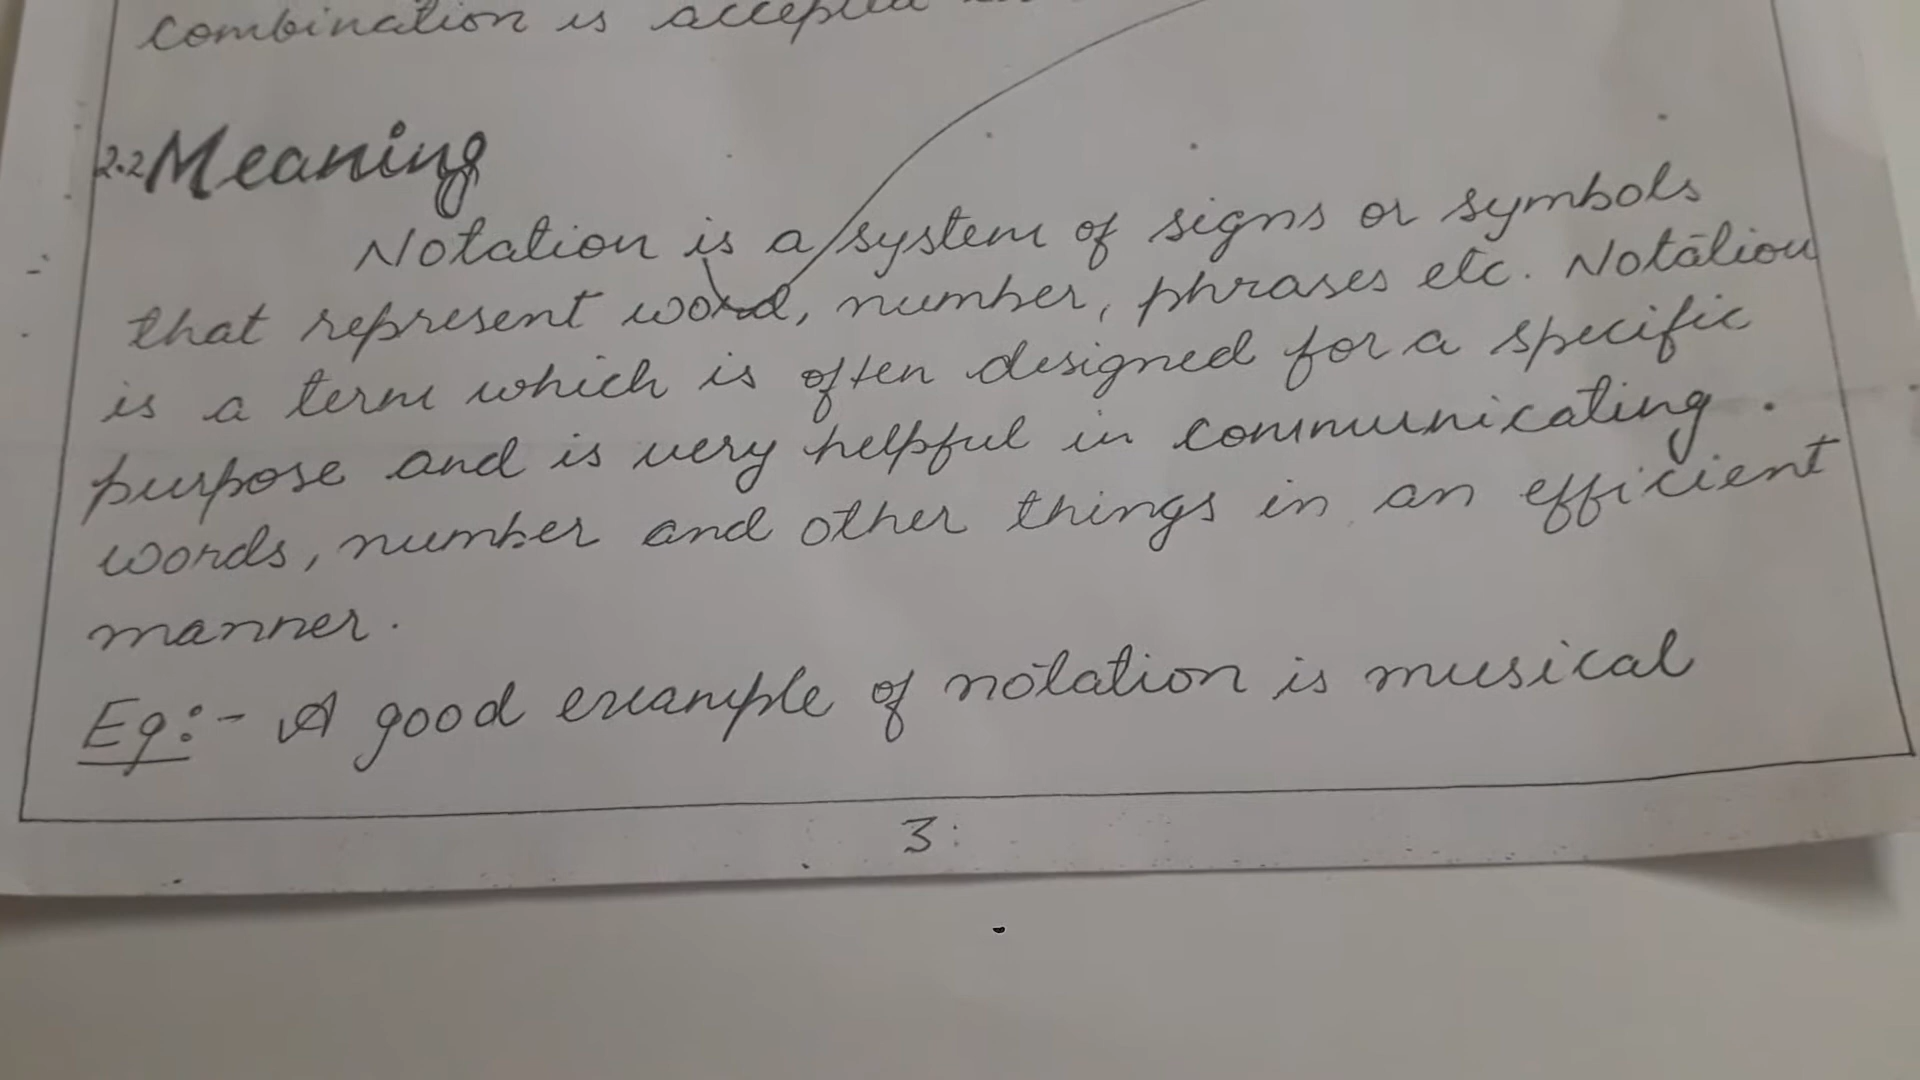 combination is accepted
2.2 Meaning
Notation is a system of signs or symbols
that represent word, number, phrases etc. Notation
is a term which is often designed for a specific
purpose and is very helpful in communicating.
words, number and other things in an efficient
manner.
Eg:- A good example of notation is musical
3